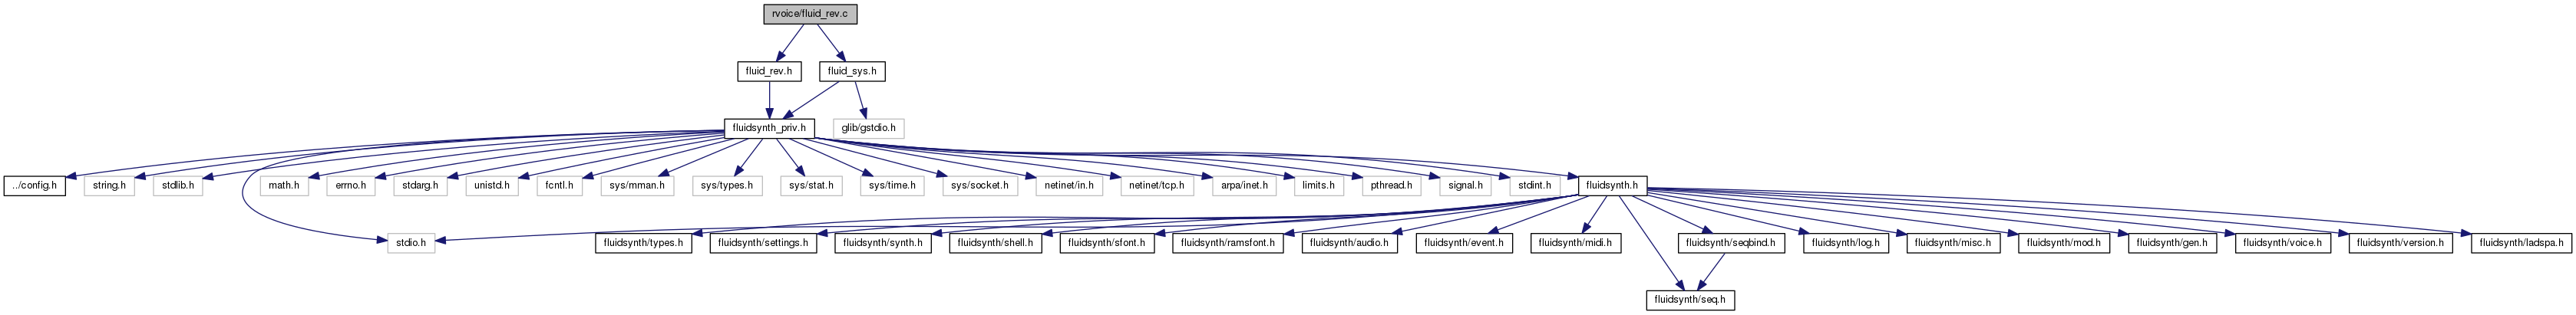 rvoice/fluid_rev.c
fluid_rev.h
fluid_sys.h
fluidsynth_priv.h
glib/gstdio.h
../config.h
string.h
stdlib.h
math.h
errno.h
stdarg.h
unistd.h
fcntl.h
sys/mman.h
sys/types.h
sys/stat.h
sys/time.h
sys/socket.h
netinet/in.h
netinet/tcp.h
arpa/inet.h
limits.h
pthread.h
signal.h
stdint.h
fluidsynth.h
stdio.h
fluidsynth/types.h
fluidsynth/settings.h
fluidsynth/synth.h
fluidsynth/shell.h
fluidsynth/sfont.h
fluidsynth/ramsfont.h
fluidsynth/audio.h
fluidsynth/event.h
fluidsynth/midi.h
fluidsynth/seqbind.h
fluidsynth/log.h
fluidsynth/misc.h
fluidsynth/mod.h
fluidsynth/gen.h
fluidsynth/voice.h
fluidsynth/version.h
fluidsynth/ladspa.h
fluidsynth/seq.h